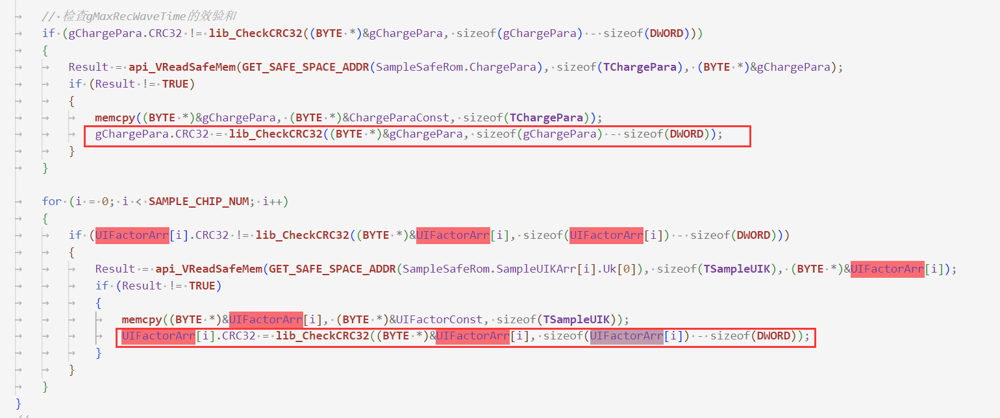 // 检查gMaxRecWaveTime的效验和
if (gChargePara.CRC32 != lib_CheckCRC32((BYTE *)&gChargePara, sizeof(gChargePara) - sizeof(DWORD)))
{
Result = api_VReadSafeMem(GET_SAFE_SPACE_ADDR(SampleSafeRom.ChargePara), sizeof(TChargePara), (BYTE *)&gChargePara);
if (Result != TRUE)
{
memcpy((BYTE *)&gChargePara, (BYTE *)&ChargeParaConst, sizeof(TChargePara));
gChargePara.CRC32 = lib_CheckCRC32((BYTE *)&gChargePara, sizeof(gChargePara) - sizeof(DWORD));
}
}
for (i = 0; i < SAMPLE_CHIP_NUM; i++)
{
if (UIFactorArr[i].CRC32 != lib_CheckCRC32((BYTE *)&UIFactorArr[i], sizeof(UIFactorArr[i]) - sizeof(DWORD)))
{
Result = api_VReadSafeMem(GET_SAFE_SPACE_ADDR(SampleSafeRom.SampleUIKArr[i].Uk[0]), sizeof(TSampleUIK), (BYTE *)&UIFactorArr[i]);
if (Result != TRUE)
{
memcpy((BYTE *)&UIFactorArr[i], (BYTE *)&UIFactorConst, sizeof(TSampleUIK));
UIFactorArr[i].CRC32 = lib_CheckCRC32((BYTE *)&UIFactorArr[i], sizeof(UIFactorArr[i]) - sizeof(DWORD));
}
}
}
}